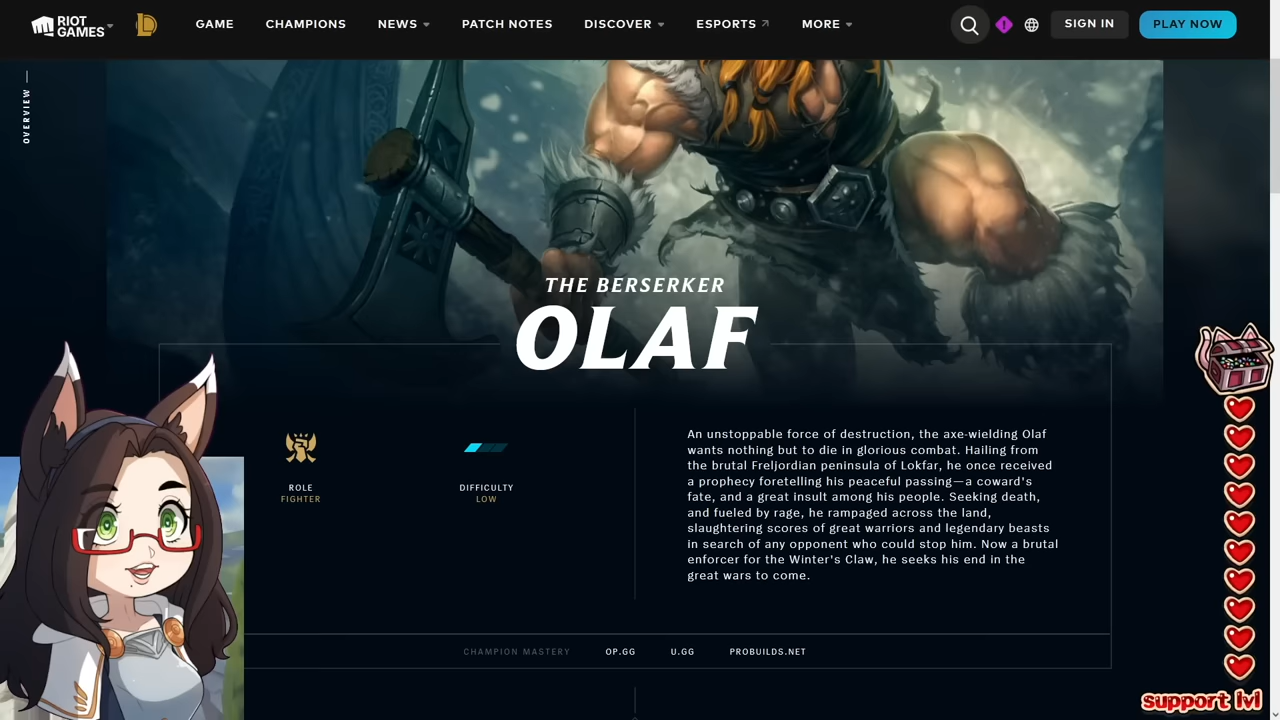 RIOT GAMES
GAME
CHAMPIONS
NEWS
PATCH NOTES
DISCOVER
ESPORTS
MORE
SIGN IN
PLAY NOW
OVERVIEW
THE BERSERKER
OLAF
ROLE
FIGHTER
DIFFICULTY
LOW
An unstoppable force of destruction, the axe-wielding Olaf
wants nothing but to die in glorious combat. Hailing from
the brutal Freljordian peninsula of Lokfar, he once received
a prophecy foretelling his peaceful passing—a coward's
fate, and a great insult among his people. Seeking death,
and fueled by rage, he rampaged across the land,
slaughtering scores of great warriors and legendary beasts
in search of any opponent who could stop him. Now a brutal
enforcer for the Winter's Claw, he seeks his end in the
great wars to come.
CHAMPION MASTERY
OP.GG
U.GG
PROBUILDS.NET
support lvl